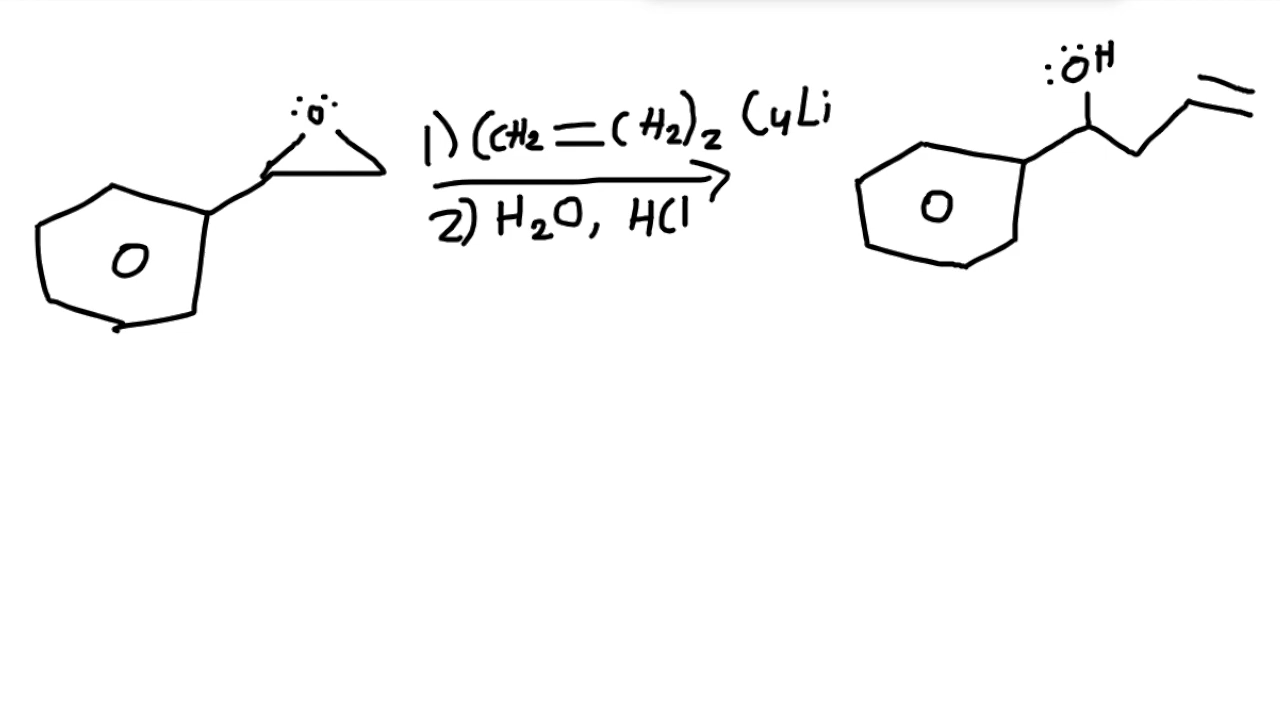 :Ö:
1) (CH2=CH2)2 CuLi
2) H2O, HCl
:ÖH
O
O